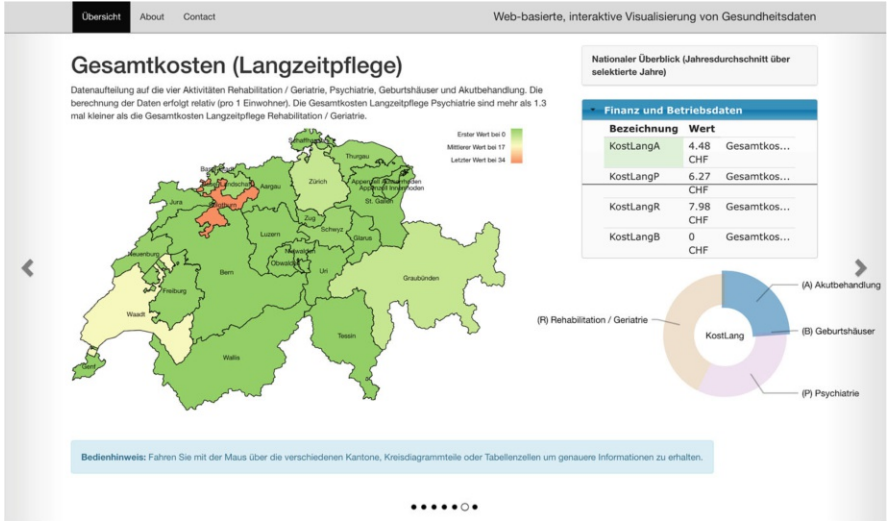 Übersicht About Contact Web-basierte, interaktive Visualisierung von Gesundheitsdaten
Gesamtkosten (Langzeitpflege)
Datenaufteilung auf die vier Aktivitäten Rehabilitation / Geriatrie, Psychiatrie, Geburtshäuser und Akutbehandlung. Die
berechnung der Daten erfolgt relativ (pro 1 Einwohner). Die Gesamtkosten Langzeitpflege Psychiatrie sind mehr als 1.3
mal kleiner als die Gesamtkosten Langzeitpflege Rehabilitation / Geriatrie.
Erster Wert bei 0
Mittlerer Wert bei 17
Letzter Wert bei 34
Thurgau
Zürich
Aargau
Appenzell Innerrhoden
St. Gallen
Jura
Zug
Luzern
Schwyz
Glarus
Neuenburg
Obwalden
Bern
Uri
Graubünden
Freiburg
Waadt
Tessin
Wallis
Genf
Nationaler Überblick (Jahresdurchschnitt über
selektierte Jahre)
Finanz und Betriebsdaten
Bezeichnung Wert
KostLangA 4.48 Gesamtkos...
CHF
KostLangP 6.27 Gesamtkos...
CHF
KostLangR 7.98 Gesamtkos...
CHF
KostLangB 0 Gesamtkos...
CHF
(A) Akutbehandlung
(R) Rehabilitation / Geriatrie
(B) Geburtshäuser
KostLang
(P) Psychiatrie
Bedienhinweis: Fahren Sie mit der Maus über die verschiedenen Kantone, Kreisdiagrammteile oder Tabellenzellen um genauere Informationen zu erhalten.